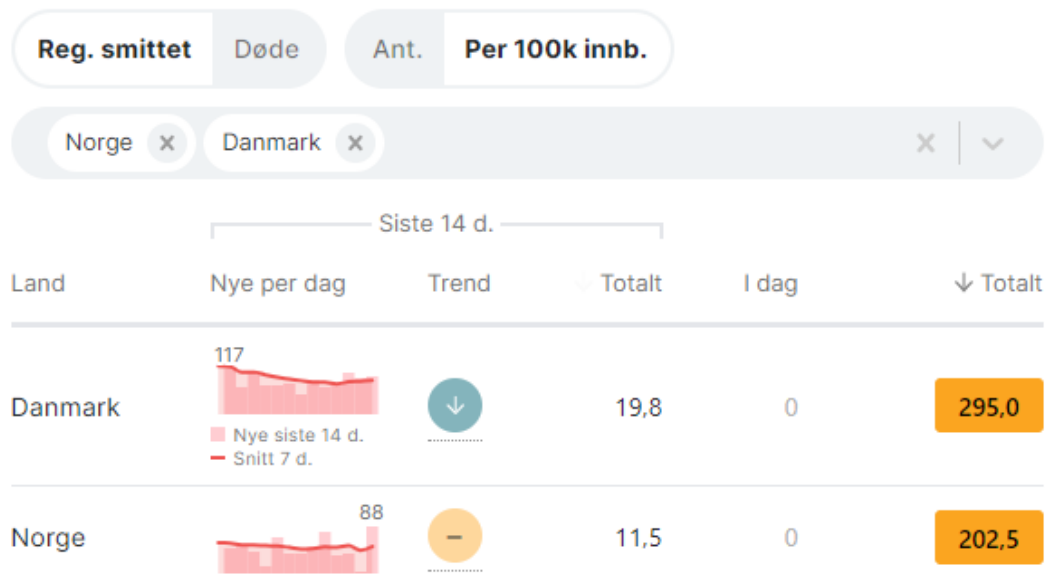 Reg. smittet Døde Ant. Per 100k innb.
Norge × Danmark ×
Siste 14 d.
Land Nye per dag Trend Totalt I dag ↓ Totalt
117
Danmark 19,8 0 295,0
Nye siste 14 d.
Snitt 7 d.
88
Norge 11,5 0 202,5